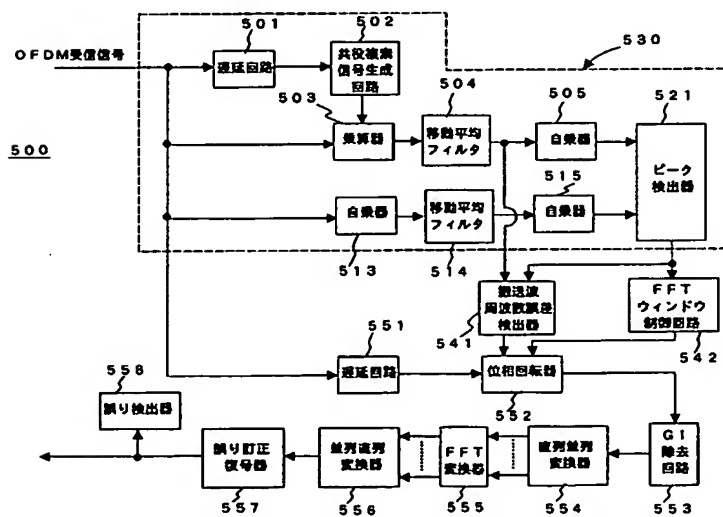 501
502
530
OFDM受信信号
遅延回路
共役複素
信号生成
回路
503
504
505
521
500
乗算器
移動平均
フィルタ
自乗器
ピーク
検出器
515
自乗器
移動平均
フィルタ
自乗器
513
514
搬送波
周波数誤差
検出器
FFT
ウィンドウ
制御回路
541
542
551
558
遅延回路
位相回転器
552
誤り検出器
誤り訂正
復号器
並列直列
変換器
FFT
変換器
直列並列
変換器
GI
除去
回路
557
556
555
554
553